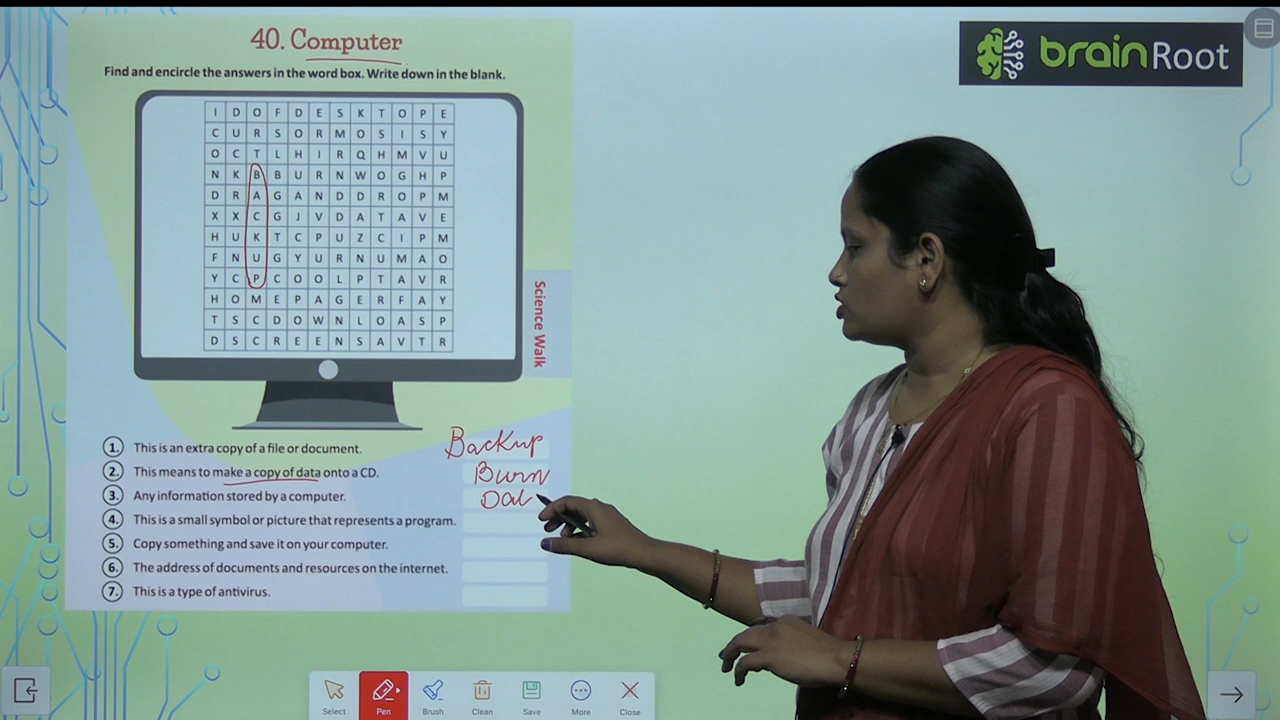 40. Computer
brainRoot
Find and encircle the answers in the word box. Write down in the blank.
I D O F D E S K T O P E
C U R S O R M O S I S Y
O C T L H I R Q H M V U
N K B B U R N W O G H P
D R A G A N D D R O P M
X X C G J V D A T A V E
H U K T C P U Z C I P M
F N U G Y U R N U M A O
Y C P C O O L P T A V R
H O M E P A G E R F A Y
T S C D O W N L O A S P
D S C R E E N S A V T R
Science Walk
1. This is an extra copy of a file or document. Backup
2. This means to make a copy of data onto a CD. Burn
3. Any information stored by a computer. Dat
4. This is a small symbol or picture that represents a program.
5. Copy something and save it on your computer.
6. The address of documents and resources on the internet.
7. This is a type of antivirus.
Select Pen Brush Clean Save More Close